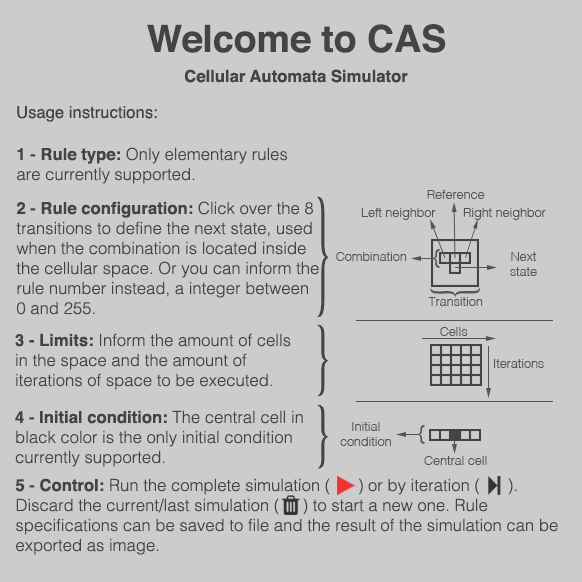 Welcome to CAS
Cellular Automata Simulator
Usage instructions:
1 - Rule type: Only elementary rules
are currently supported.
2 - Rule configuration: Click over the 8
transitions to define the next state, used
when the combination is located inside
the cellular space. Or you can inform the
rule number instead, a integer between
0 and 255.
Reference
Left neighbor
Right neighbor
Combination
Next
state
Transition
3 - Limits: Inform the amount of cells
in the space and the amount of
iterations of space to be executed.
Cells
Iterations
4 - Initial condition: The central cell in
black color is the only initial condition
currently supported.
Initial
condition
Central cell
5 - Control: Run the complete simulation ( ) or by iteration ( ).
Discard the current/last simulation ( ) to start a new one. Rule
specifications can be saved to file and the result of the simulation can be
exported as image.